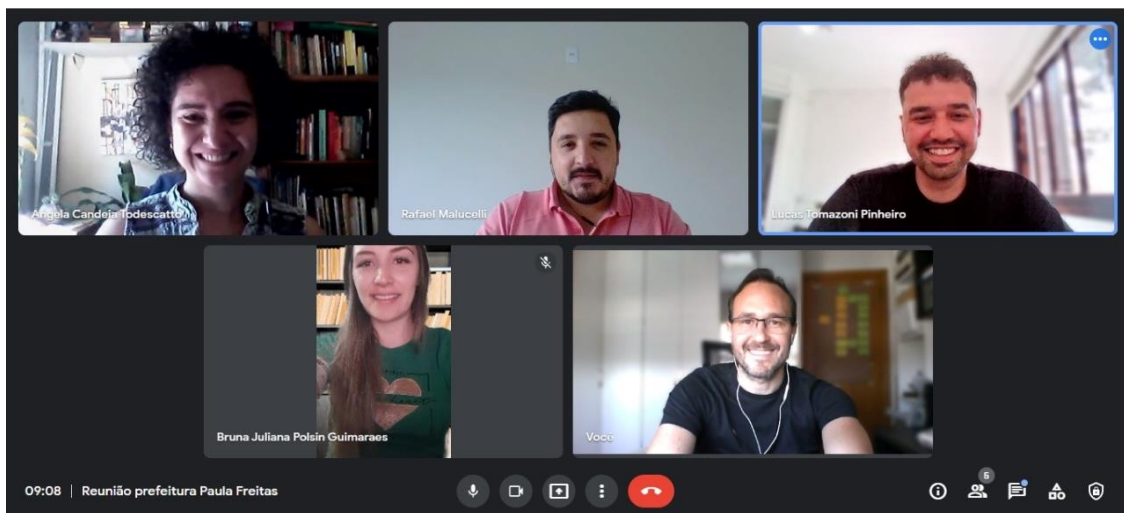 Angela Candeia Todescatto
Rafael Malucelli
Lucas Tomazoni Pinheiro
Bruna Juliana Polsin Guimaraes
Você
09:08 | Reunião prefeitura Paula Freitas
5